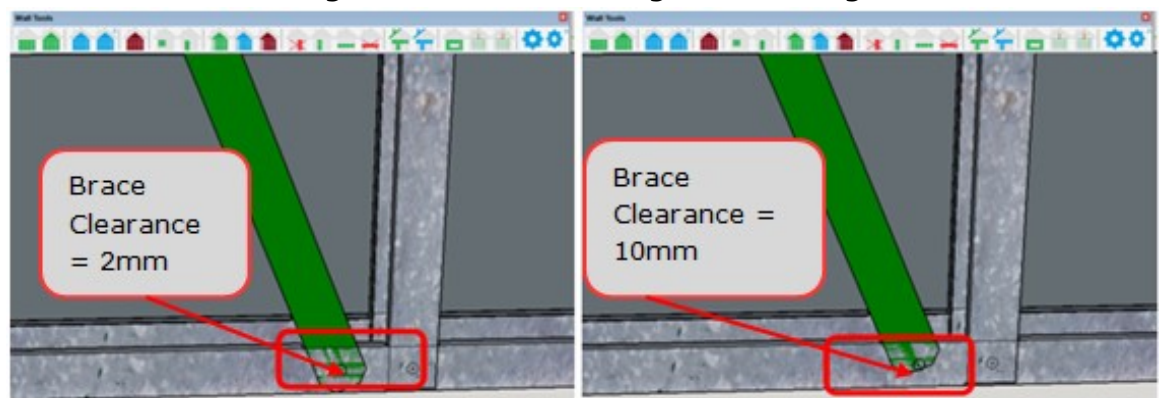 Wall Tools
Wall Tools
Brace
Clearance
= 2mm
Brace
Clearance =
10mm